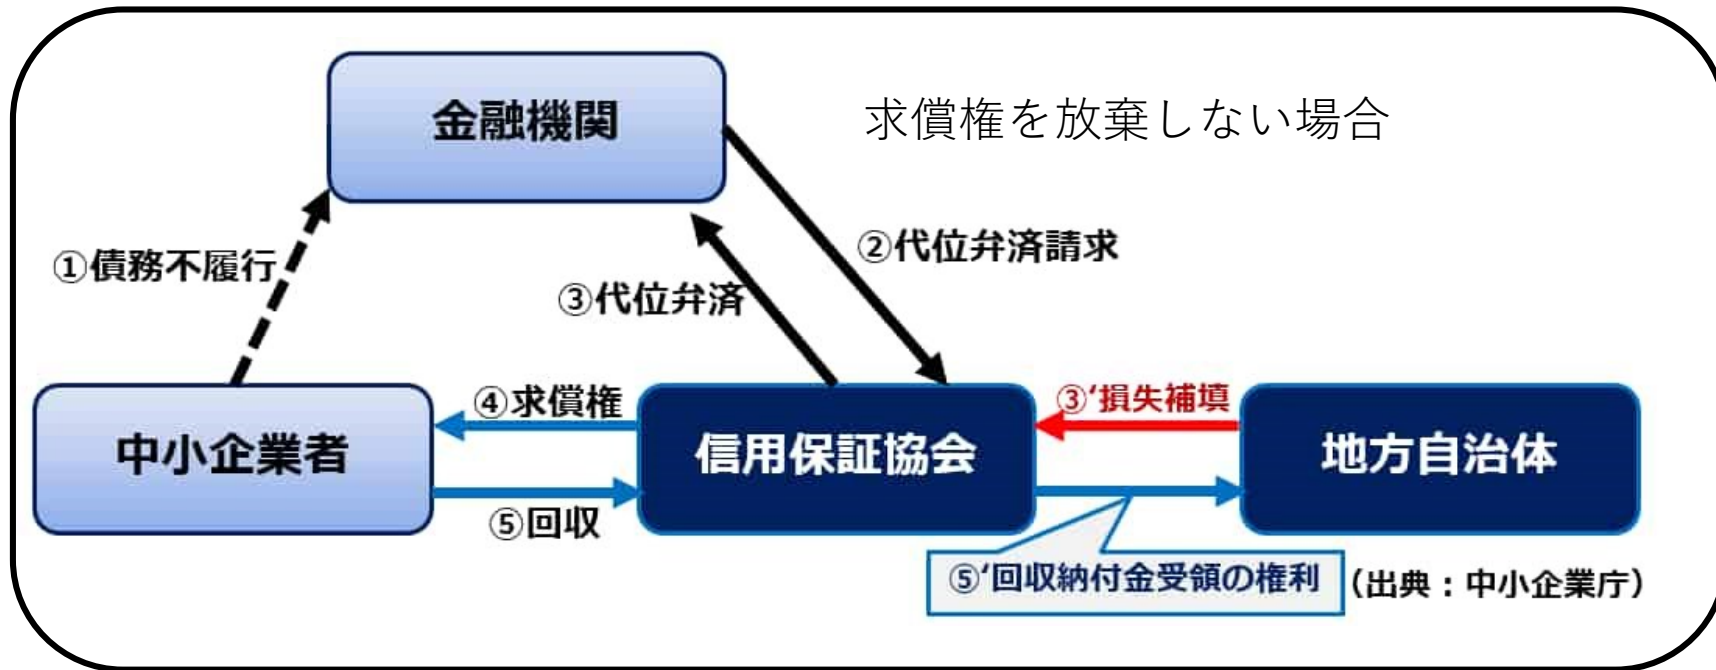 金融機関
求償権を放棄しない場合
①債務不履行
②代位弁済請求
③代位弁済
④求償権
③‘損失補填
中小企業者
信用保証協会
地方自治体
⑤回収
⑤‘回収納付金受領の権利
（出典：中小企業庁）